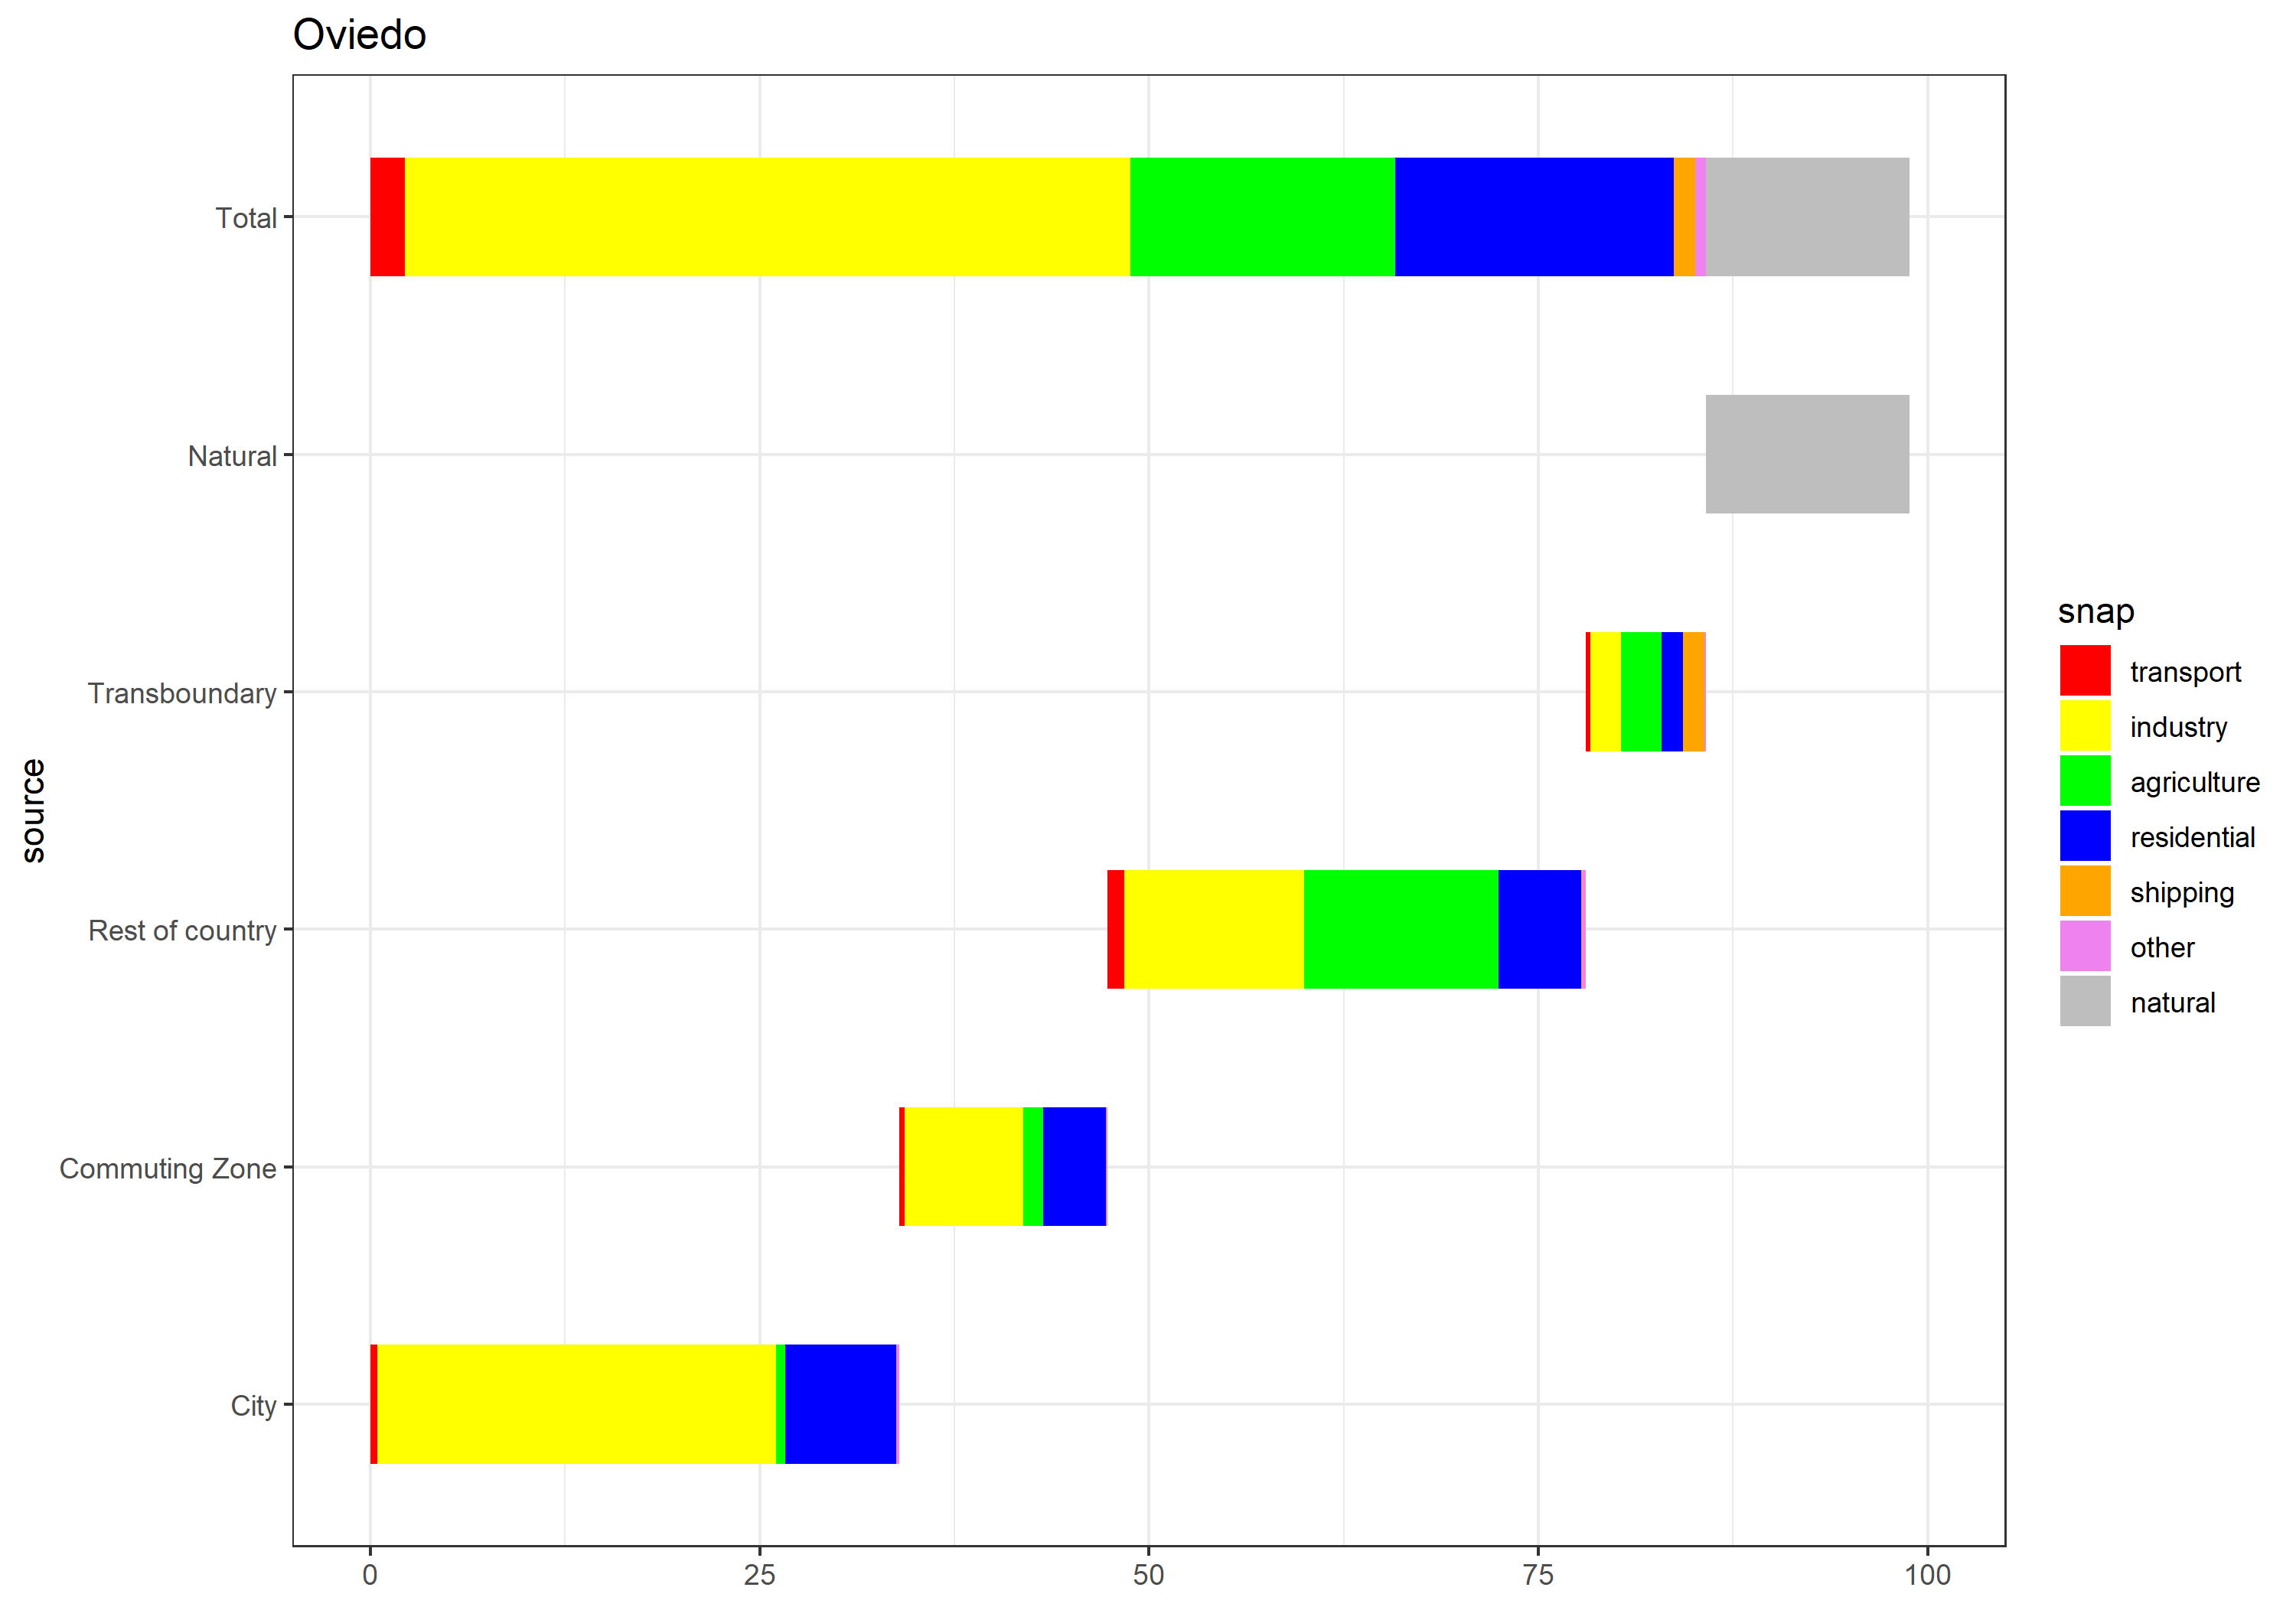 Oviedo
Total
Natural
Transboundary
Rest of country
Commuting Zone
City
source
0 25 50 75 100
snap
transport
industry
agriculture
residential
shipping
other
natural